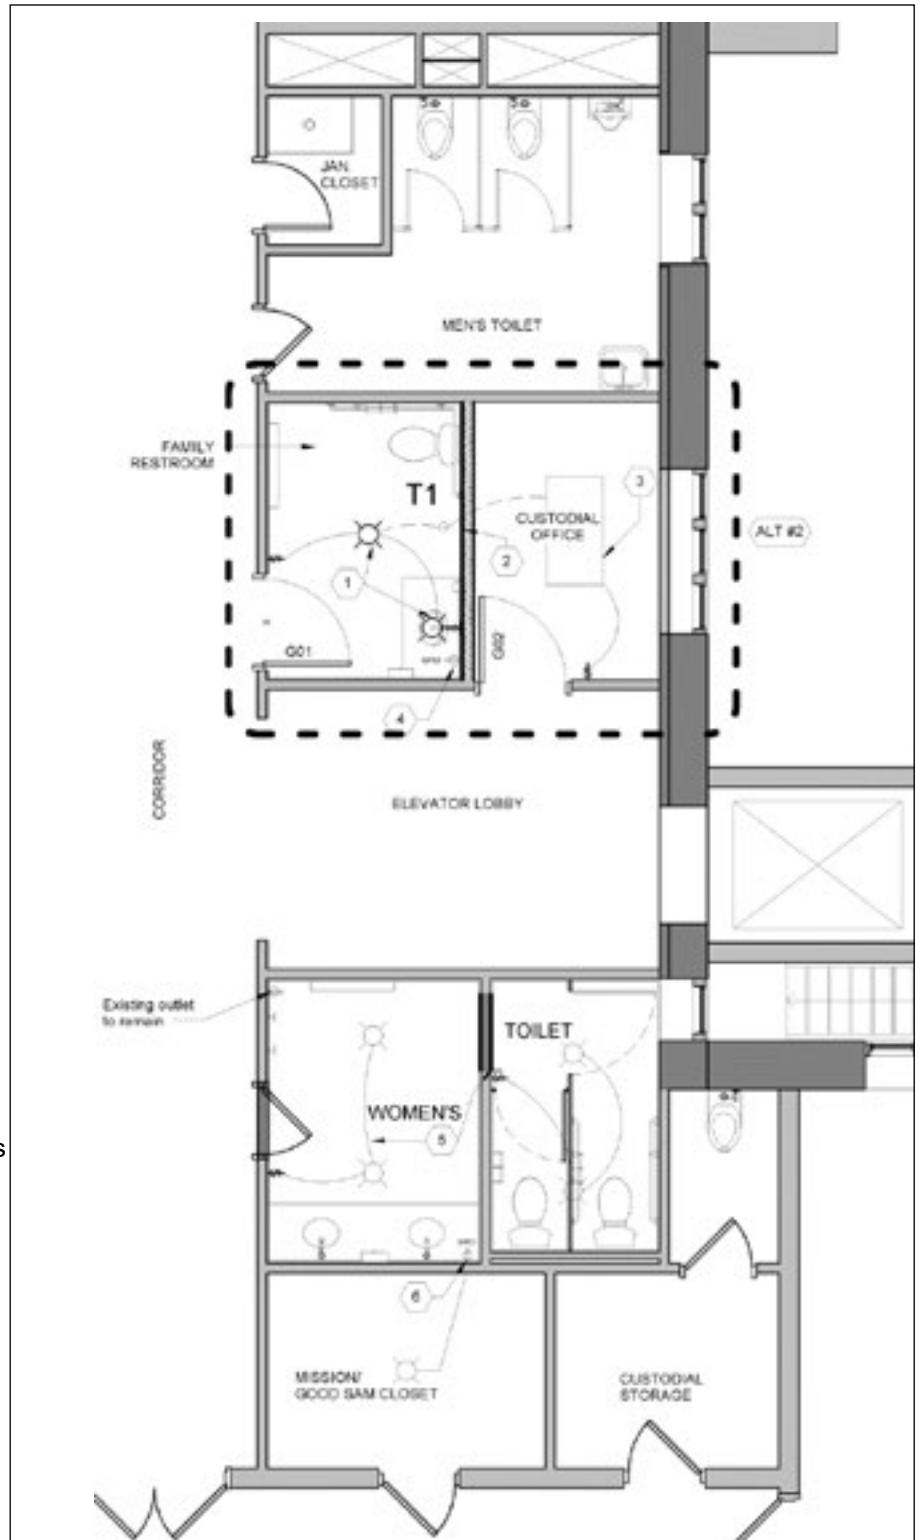 JAN.
CLOSET
MEN'S TOILET
FAMILY
RESTROOM
T1
3
CUSTODIAL
OFFICE
ALT #2
2
1
G01
G02
4
CORRIDOR
ELEVATOR LOBBY
Existing outlet
to remain
TOILET
WOMEN'S
5
s
6
MISSION/
GOOD SAM CLOSET
CUSTODIAL
STORAGE